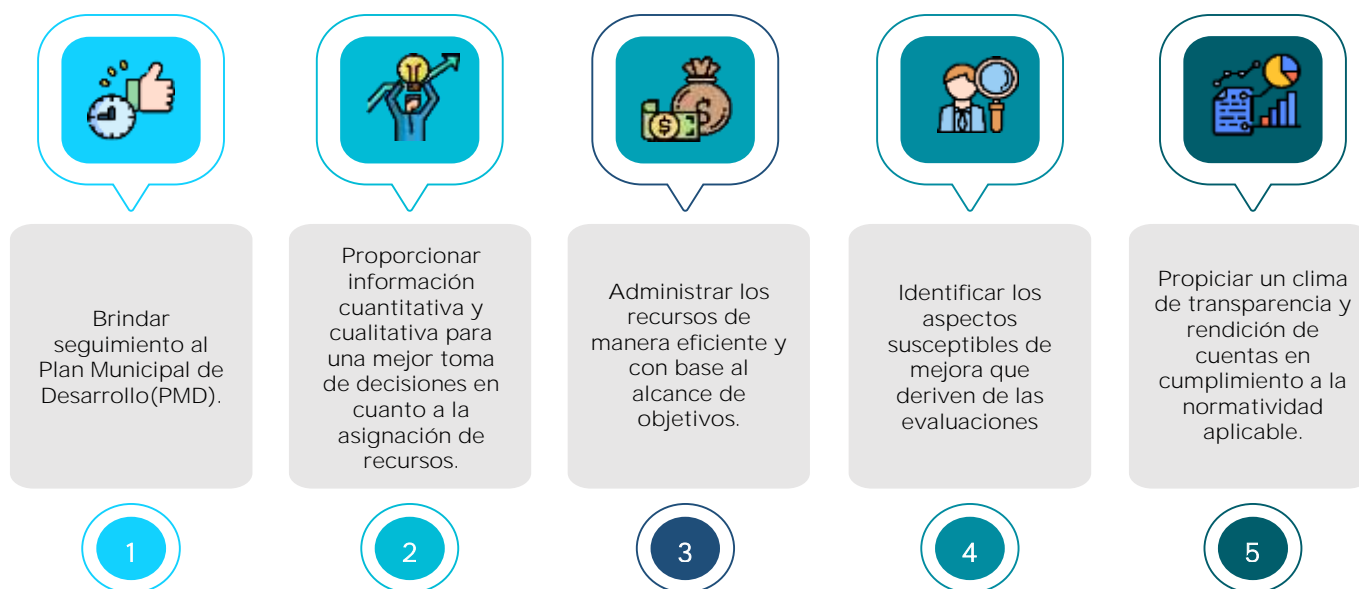 Brindar
seguimiento al
Plan Municipal de
Desarrollo(PMD).
Proporcionar
información
cuantitativa y
cualitativa para
una mejor toma
de decisiones en
cuanto a la
asignación de
recursos.
Administrar los
recursos de
manera eficiente y
con base al
alcance de
objetivos.
Identificar los
aspectos
susceptibles de
mejora que
deriven de las
evaluaciones
Propiciar un clima
de transparencia y
rendición de
cuentas en
cumplimiento a la
normatividad
aplicable.
1
2
3
4
5